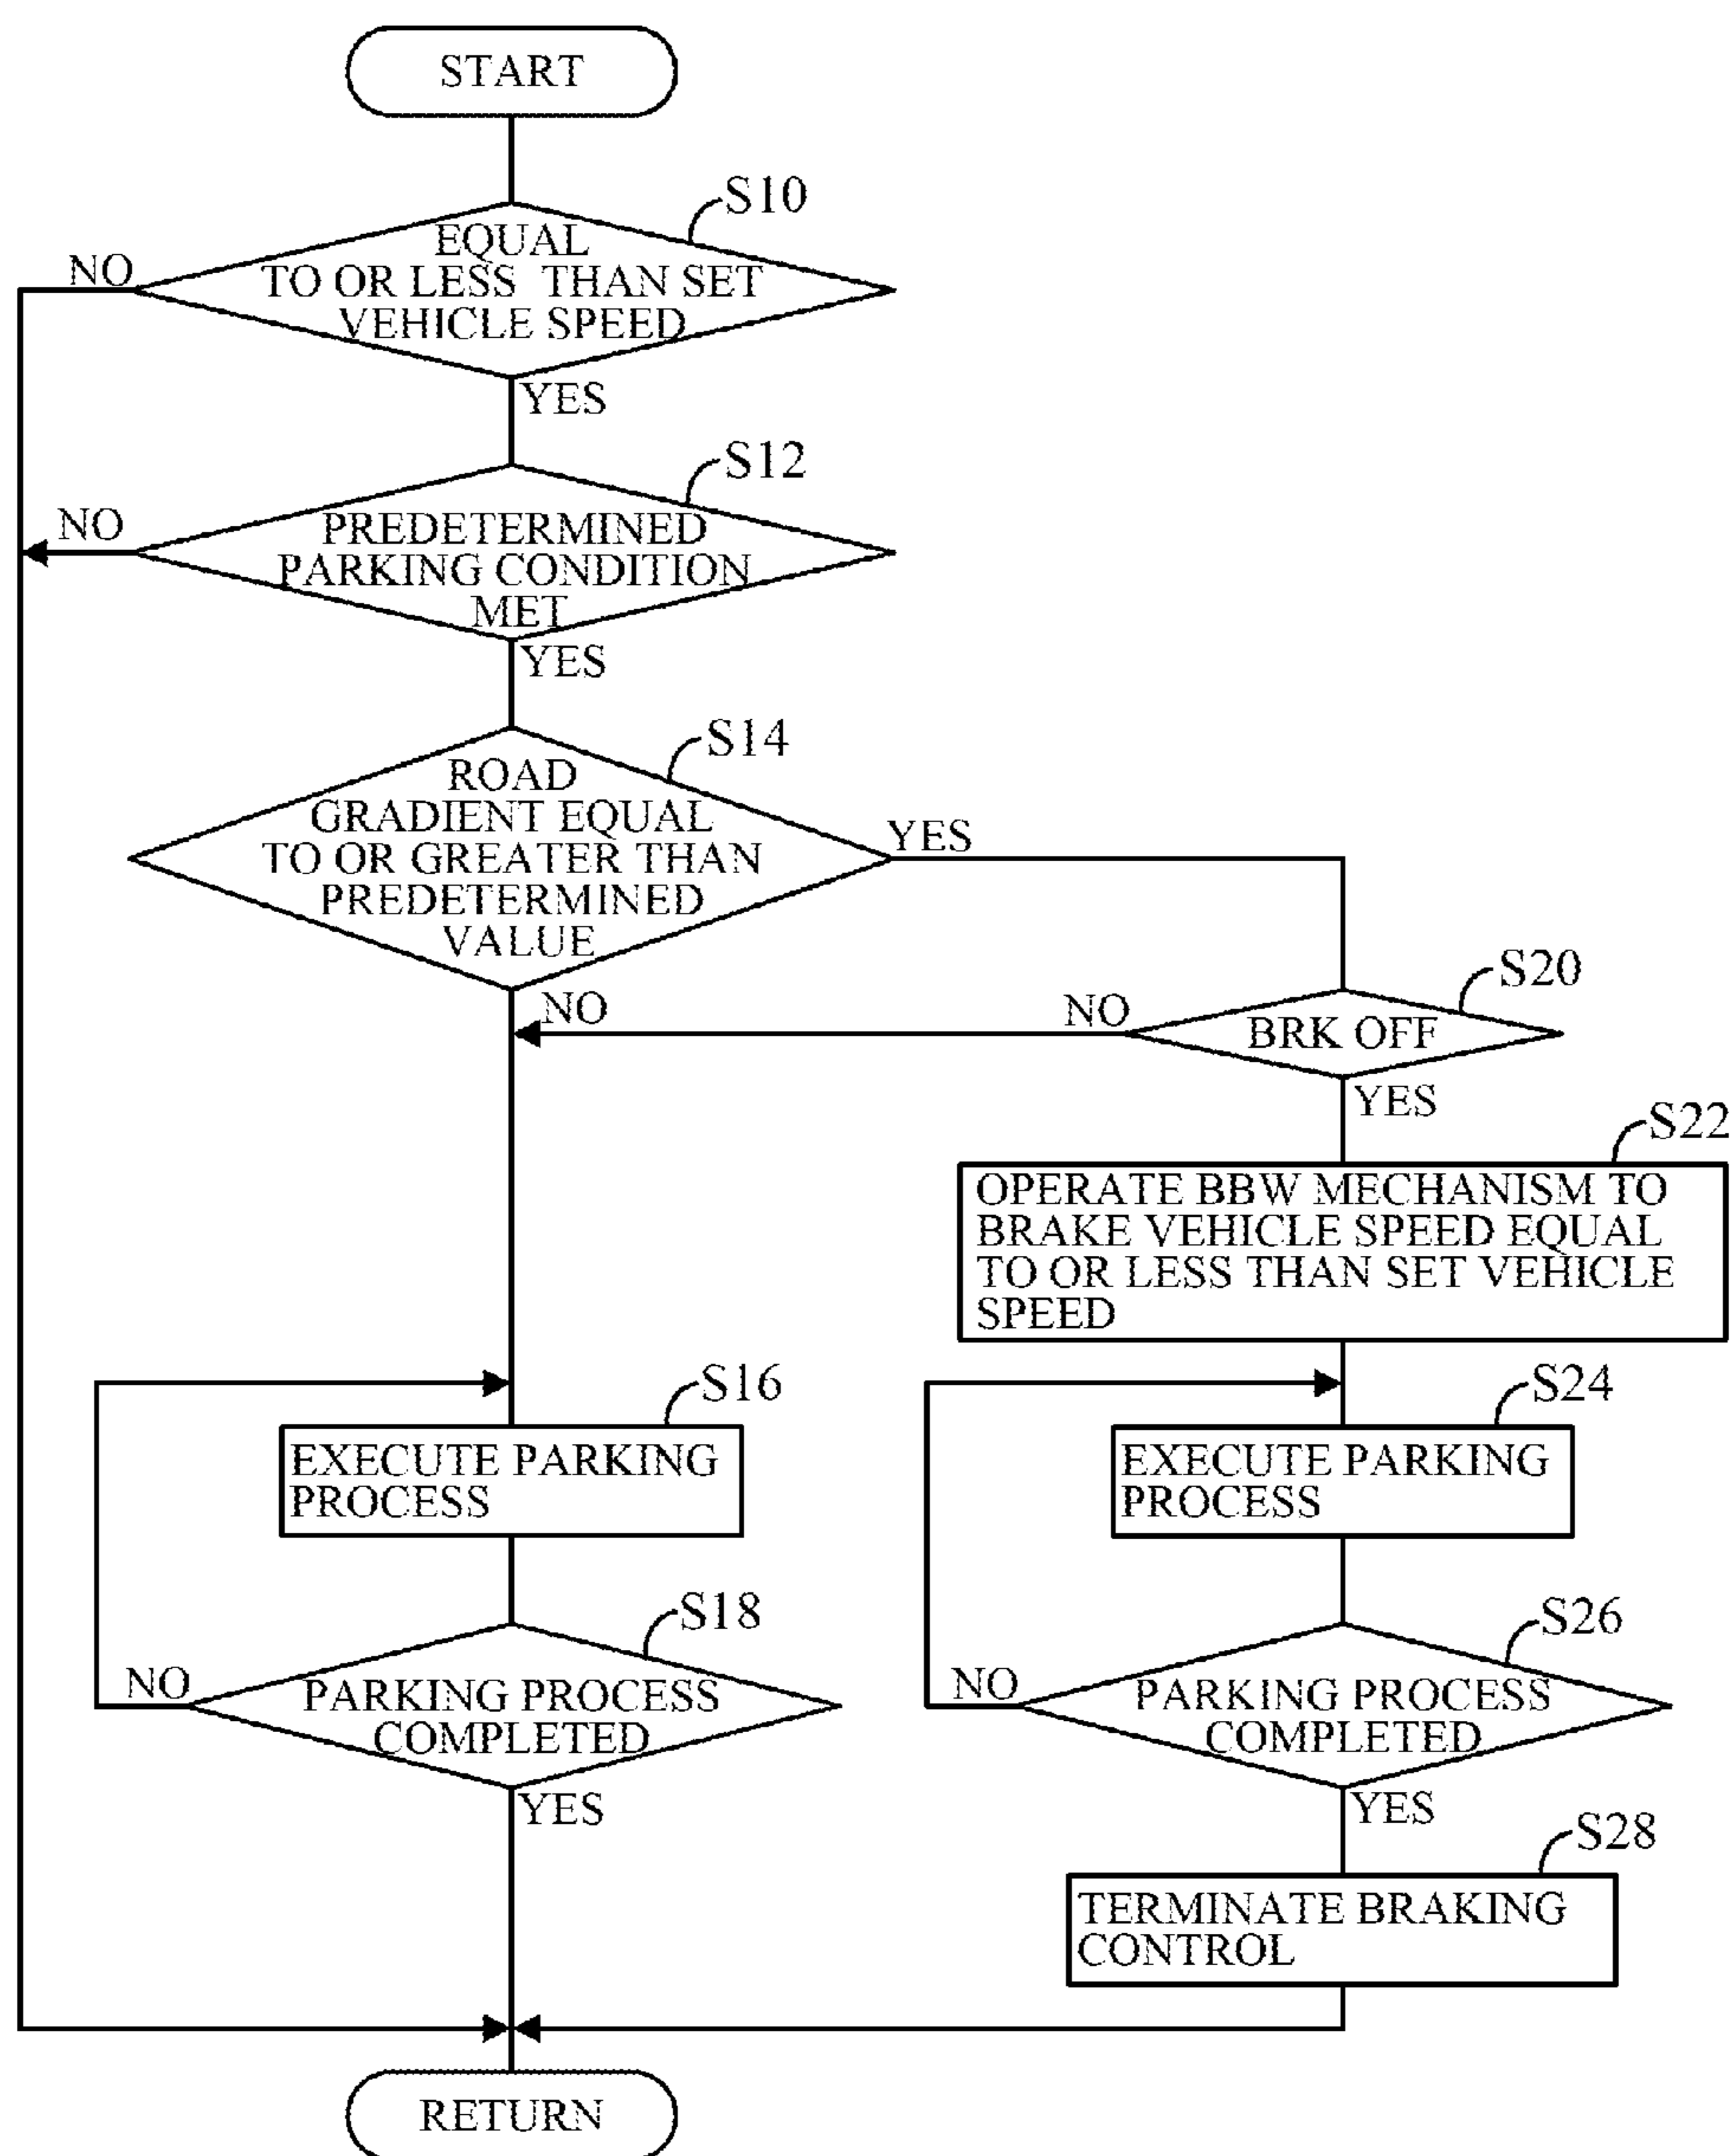 START
S10
EQUAL
TO OR LESS THAN SET
VEHICLE SPEED
NO
YES
S12
PREDETERMINED
PARKING CONDITION
MET
NO
YES
S14
ROAD
GRADIENT EQUAL
TO OR GREATER THAN
PREDETERMINED
VALUE
YES
NO
S20
BRK OFF
NO
YES
S22
OPERATE BBW MECHANISM TO
BRAKE VEHICLE SPEED EQUAL
TO OR LESS THAN SET VEHICLE
SPEED
S16
EXECUTE PARKING
PROCESS
S24
EXECUTE PARKING
PROCESS
S18
PARKING PROCESS
COMPLETED
NO
YES
S26
PARKING PROCESS
COMPLETED
NO
YES
S28
TERMINATE BRAKING
CONTROL
RETURN